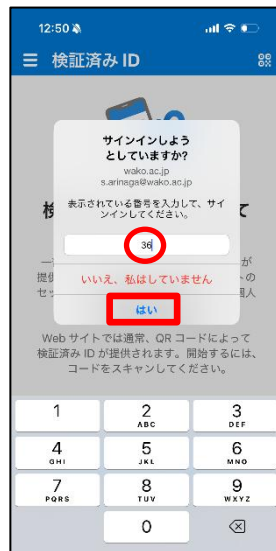 12:50
検証済み ID
サインインしよう
としていますか?
wako.ac.jp
s.arinaga@wako.ac.jp
表示されている番号を入力して、サイ
ンインしてください。
36
いいえ、私はしていません
はい
Web サイトでは通常、QR コードによって
検証済み ID が提供されます。開始するには、
コードをスキャンしてください。
1
2
ABC
3
DEF
4
GHI
5
JKL
6
MNO
7
PQRS
8
TUV
9
WXYZ
0